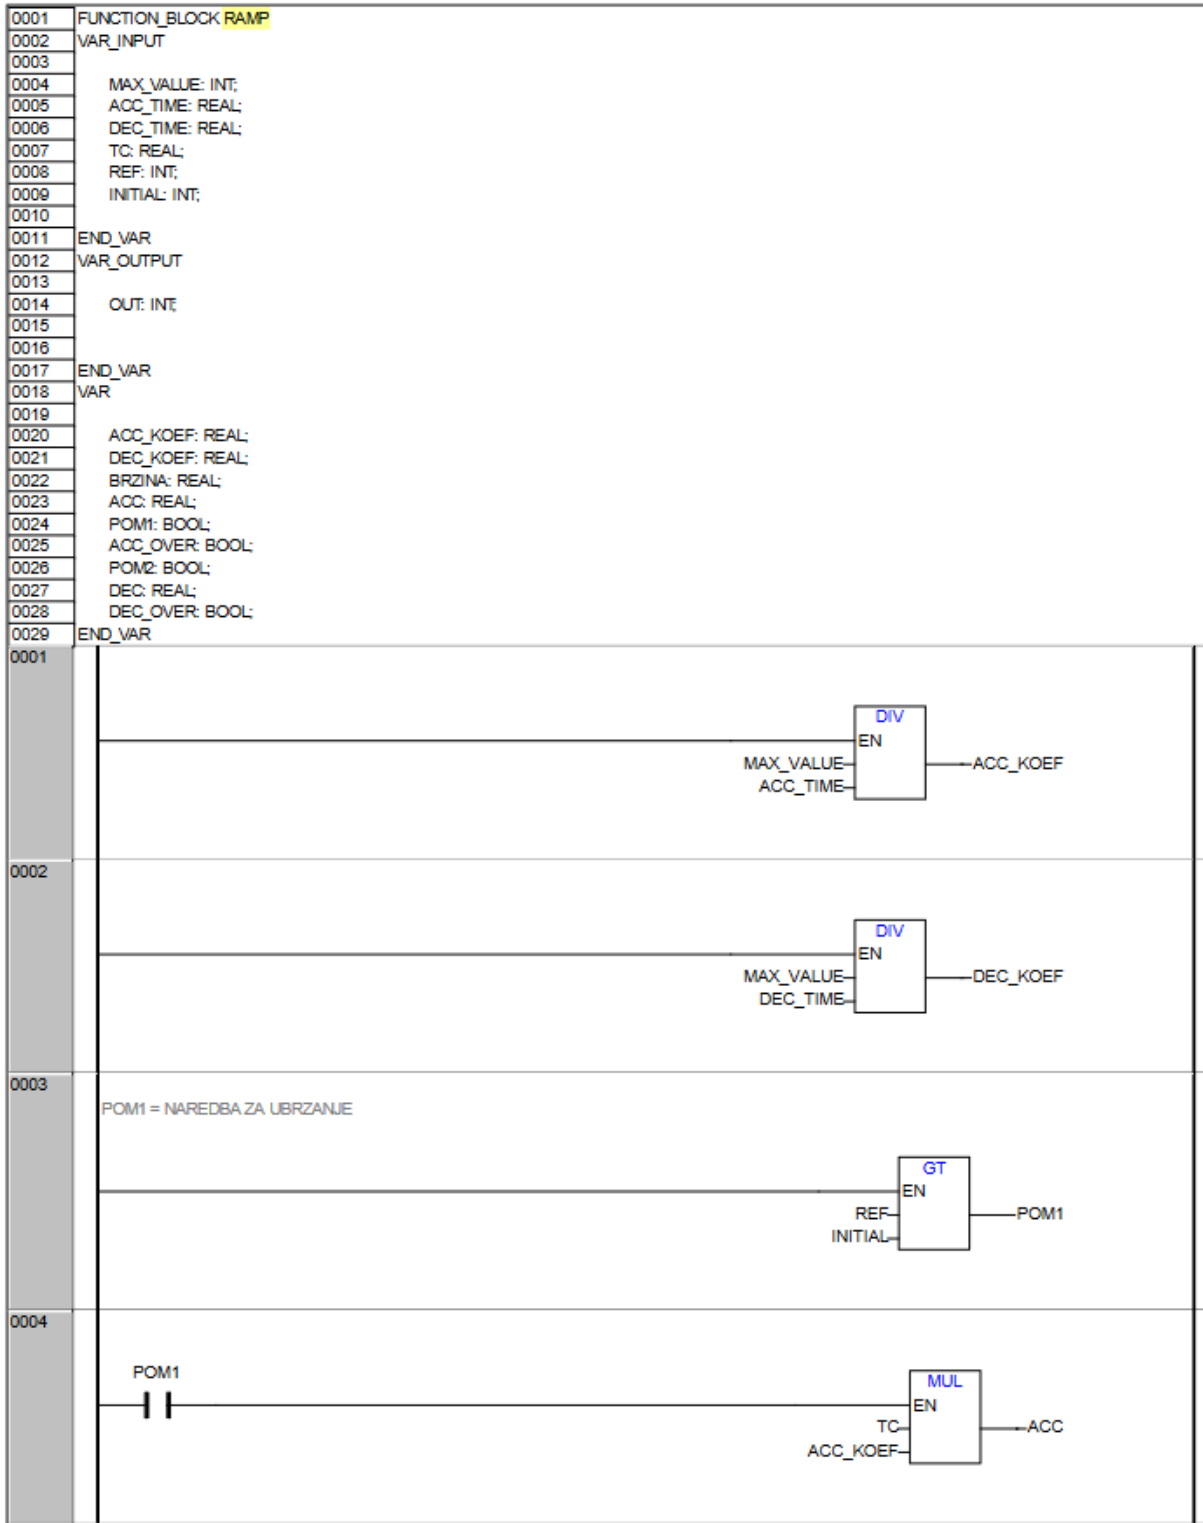 0001 FUNCTION_BLOCK RAMP
0002 VAR_INPUT
0003
0004 MAX_VALUE: INT;
0005 ACC_TIME: REAL;
0006 DEC_TIME: REAL;
0007 TC: REAL;
0008 REF: INT;
0009 INITIAL: INT;
0010
0011 END_VAR
0012 VAR_OUTPUT
0013
0014 OUT: INT;
0015
0016
0017 END_VAR
0018 VAR
0019
0020 ACC_KOEF: REAL;
0021 DEC_KOEF: REAL;
0022 BRZINA: REAL;
0023 ACC: REAL;
0024 POM1: BOOL;
0025 ACC_OVER: BOOL;
0026 POM2: BOOL;
0027 DEC: REAL;
0028 DEC_OVER: BOOL;
0029 END_VAR
0001
DIV
EN
MAX_VALUE ACC_KOEF
ACC_TIME
0002
DIV
EN
MAX_VALUE DEC_KOEF
DEC_TIME
0003
POM1 = NAREDBA ZA UBRZANJE
GT
EN
REF POM1
INITIAL
0004
POM1
MUL
EN
TC ACC
ACC_KOEF